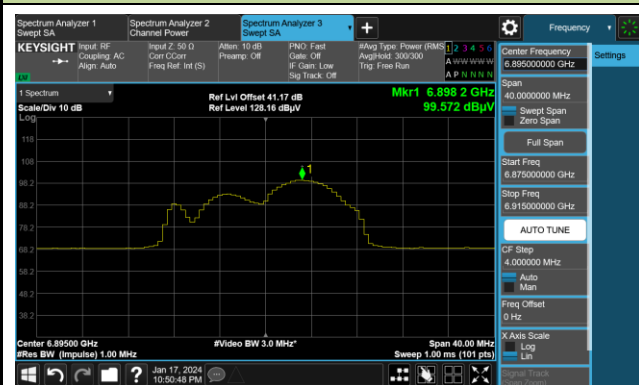 Spectrum Analyzer 1
Swept SA
Spectrum Analyzer 2
Channel Power
Spectrum Analyzer 3
Swept SA
Frequency
KEYSIGHT
Input: RF
Coupling: AC
Align: Auto
Input Z: 50 Ω
Corr CCorr
Freq Ref: Int (S)
Atten: 10 dB
Preamp: Off
PNO: Fast
Gate: Off
IF Gain: Low
Sig Track: Off
#Avg Type: Power (RMS
Avg|Hold: 300/300
Trig: Free Run
1 2 3 4 5 6
A W W W W W
A P N N N N
LV
1 Spectrum
Scale/Div 10 dB
Log
Ref Lvl Offset 41.17 dB
Ref Level 128.16 dBµV
Mkr1 6.898 2 GHz
99.572 dBµV
118
108
98.2
88.2
78.2
68.2
58.2
48.2
38.2
1
Center 6.89500 GHz
#Res BW (Impulse) 1.00 MHz
#Video BW 3.0 MHz*
Span 40.00 MHz
Sweep 1.00 ms (101 pts)
Center Frequency
6.895000000 GHz
Span
40.0000000 MHz
Swept Span
Zero Span
Full Span
Start Freq
6.875000000 GHz
Stop Freq
6.915000000 GHz
AUTO TUNE
CF Step
4.000000 MHz
Auto
Man
Freq Offset
0 Hz
X Axis Scale
Log
Lin
Signal Track
Settings
Jan 17, 2024
10:50:48 PM